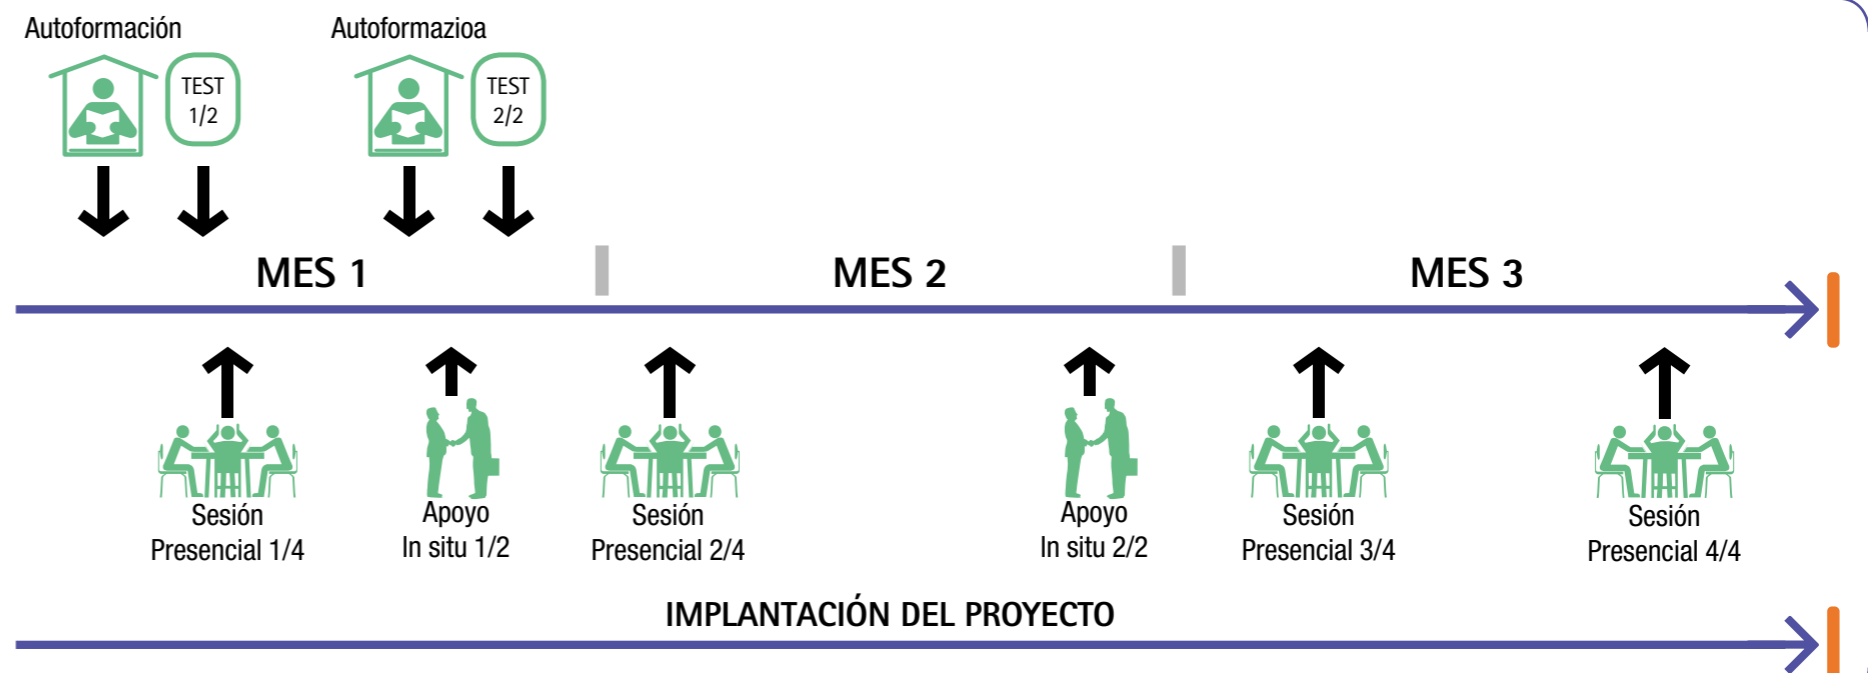 Autoformación
Autoformazioa
TEST
1/2
TEST
2/2
MES 1
MES 2
MES 3
Sesión
Presencial 1/4
Apoyo
In situ 1/2
Sesión
Presencial 2/4
Apoyo
In situ 2/2
Sesión
Presencial 3/4
Sesión
Presencial 4/4
IMPLANTACIÓN DEL PROYECTO